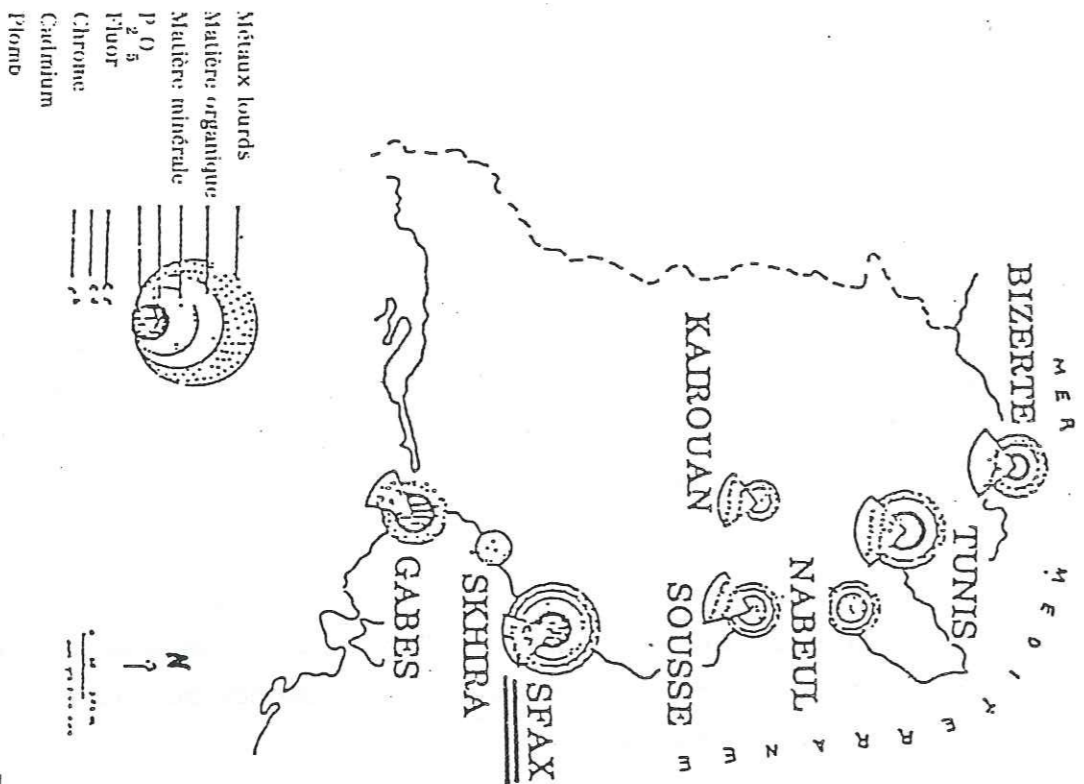 MER MEDITERRANEE
BIZERTE
TUNIS
NABEUL
KAIROUAN
SOUSSE
SFAX
SKHIRA
GABES
N
Métaux lourds
Matière organique
Matière minérale
P2O5
Fluor
Chrome
Cadmium
Plomb